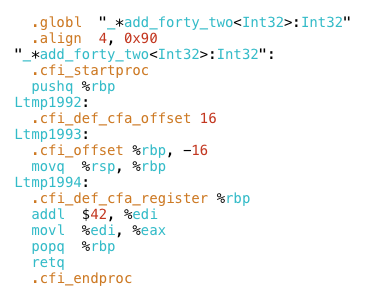 .globl "_*add_forty_two<Int32>:Int32"
.align 4, 0x90
"_*add_forty_two<Int32>:Int32":
.cfi_startproc
pushq %rbp
Ltmp1992:
.cfi_def_cfa_offset 16
Ltmp1993:
.cfi_offset %rbp, −16
movq %rsp, %rbp
Ltmp1994:
.cfi_def_cfa_register %rbp
addl $42, %edi
movl %edi, %eax
popq %rbp
retq
.cfi_endproc